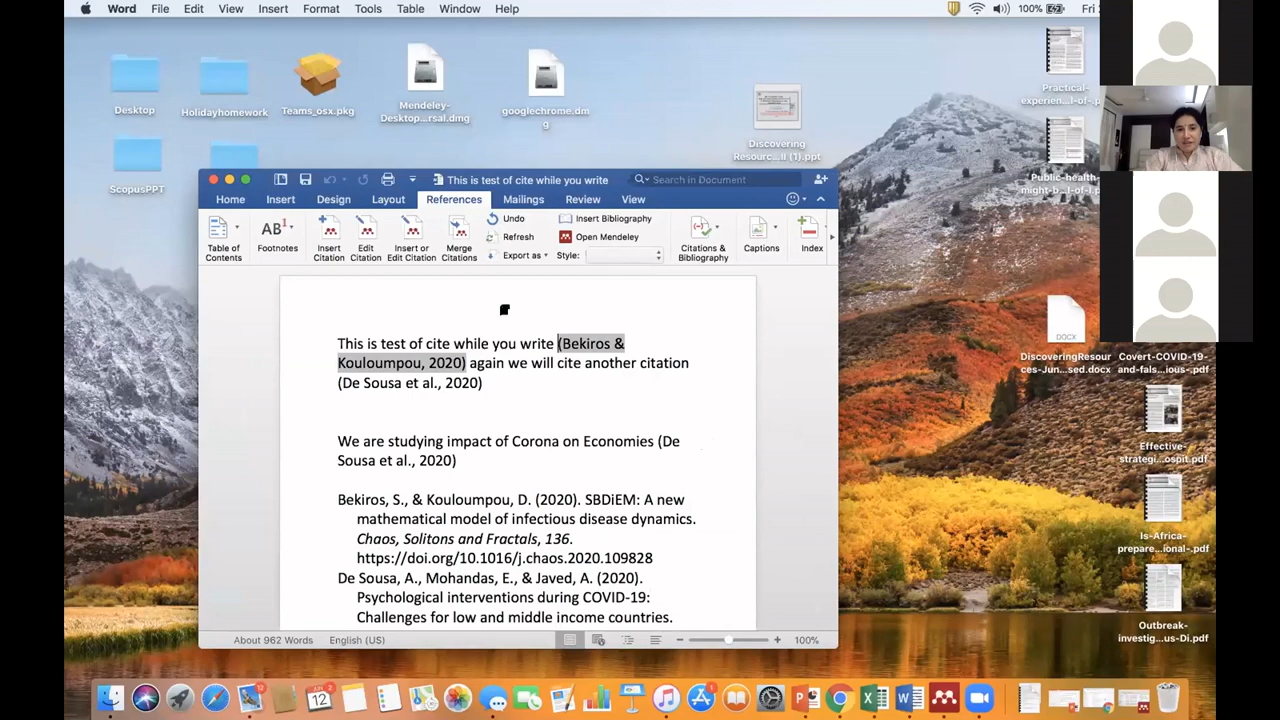 Word File Edit View Insert Format Tools Table Window Help
100% Fri
Desktop
Holidayhomework
Teams_osx.pkg
Mendeley-
Desktop...rsal.dmg
googlechrome.dm
g
Discovering
Resourc...ll (1).ppt
Practical-
ScopusPPT
This is test of cite while you write
Search in Document
Home Insert Design Layout References Mailings Review View
Table of
Contents
AB¹
Footnotes
Insert
Citation
Edit
Citation
Insert or
Edit Citation
Merge
Citations
Undo
Refresh
Export as
Insert Bibliography
Open Mendeley
Style:
Citations &
Bibliography
Captions
Index
This is test of cite while you write (Bekiros &
Kouloumpou, 2020) again we will cite another citation
(De Sousa et al., 2020)
We are studying impact of Corona on Economies (De
Sousa et al., 2020)
Bekiros, S., & Kouloumpou, D. (2020). SBDiEM: A new
mathematical model of infectious disease dynamics.
Chaos, Solitons and Fractals, 136.
https://doi.org/10.1016/j.chaos.2020.109828
De Sousa, A., Mohandas, E., & Javed, A. (2020).
Psychological interventions during COVID-19:
Challenges for low and middle income countries.
About 962 Words English (US)
100%
Public-health-
DOCX
DiscoveringResour
ces-Jun...sed.docx
Covert-COVID-19-
and-fals...ious-.pdf
Effective-
strategi...ospit.pdf
Is-Africa-
prepare...ional-.pdf
Outbreak-
investig...us-Di.pdf
JUN
12